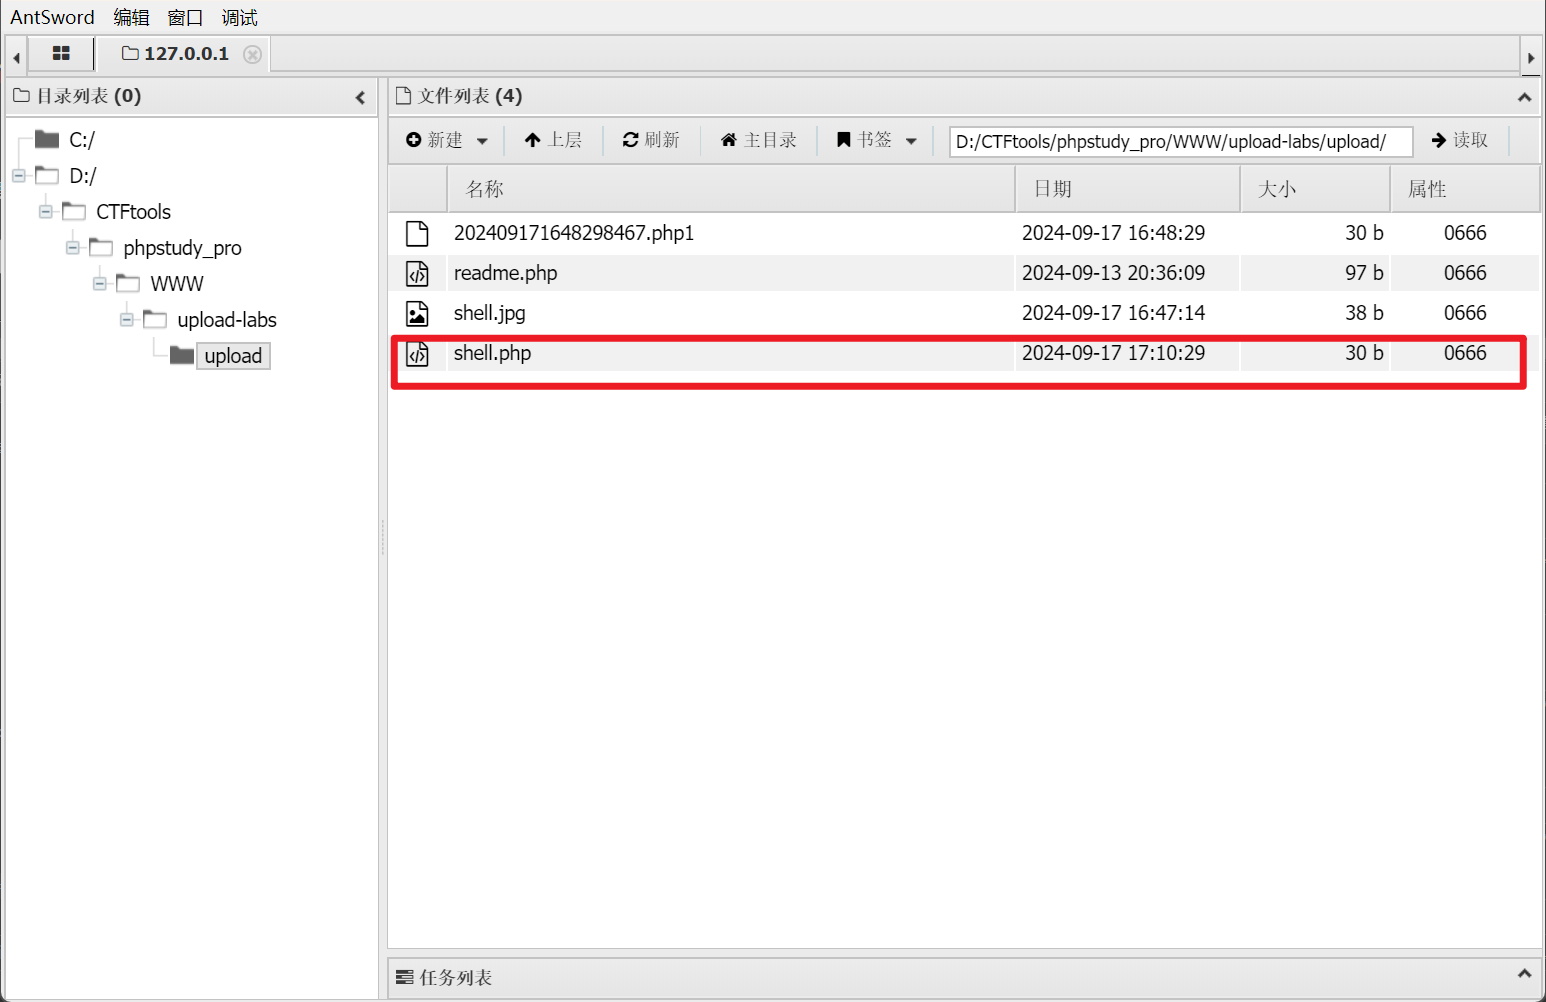 AntSword 编辑 窗口 调试
127.0.0.1
目录列表 (0)
C:/
D:/
CTFtools
phpstudy_pro
WWW
upload-labs
upload
文件列表 (4)
新建 上层 刷新 主目录 书签 D:/CTFtools/phpstudy_pro/WWW/upload-labs/upload/ 读取
名称 日期 大小 属性
202409171648298467.php1 2024-09-17 16:48:29 30 b 0666
readme.php 2024-09-13 20:36:09 97 b 0666
shell.jpg 2024-09-17 16:47:14 38 b 0666
shell.php 2024-09-17 17:10:29 30 b 0666
任务列表